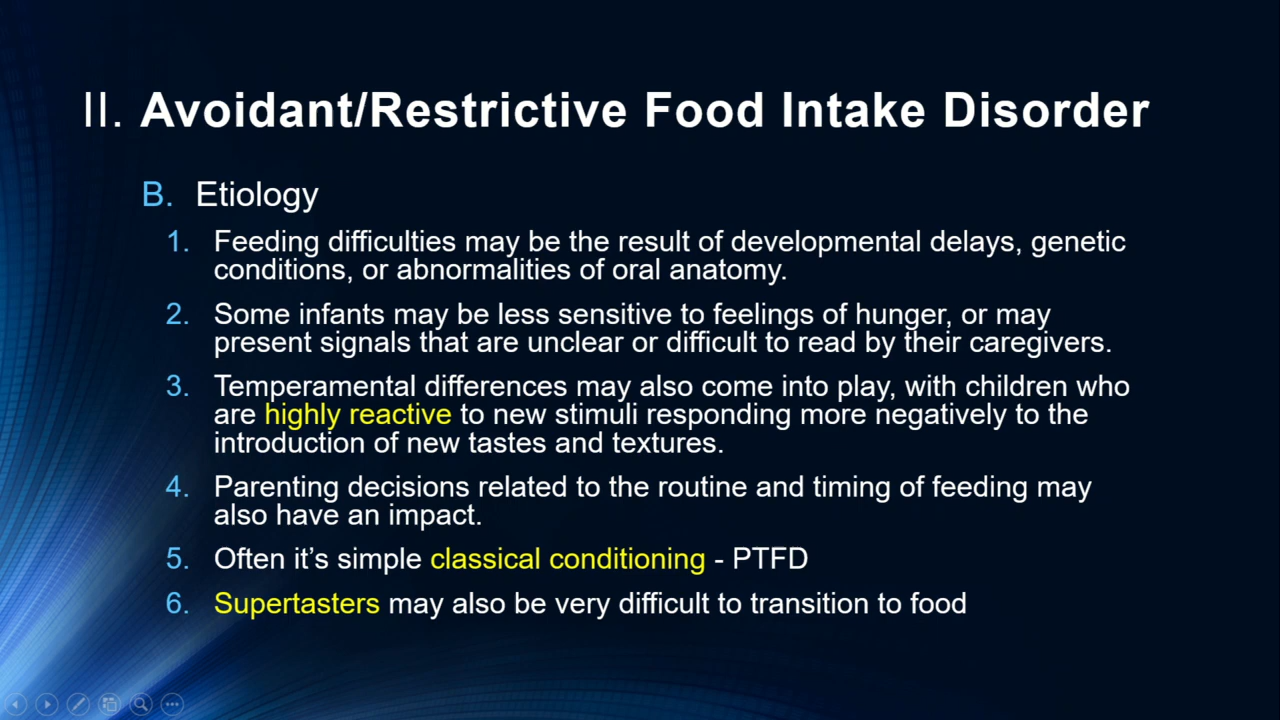 II. Avoidant/Restrictive Food Intake Disorder
B. Etiology
1. Feeding difficulties may be the result of developmental delays, genetic
conditions, or abnormalities of oral anatomy.
2. Some infants may be less sensitive to feelings of hunger, or may
present signals that are unclear or difficult to read by their caregivers.
3. Temperamental differences may also come into play, with children who
are highly reactive to new stimuli responding more negatively to the
introduction of new tastes and textures.
4. Parenting decisions related to the routine and timing of feeding may
also have an impact.
5. Often it’s simple classical conditioning - PTFD
6. Supertasters may also be very difficult to transition to food